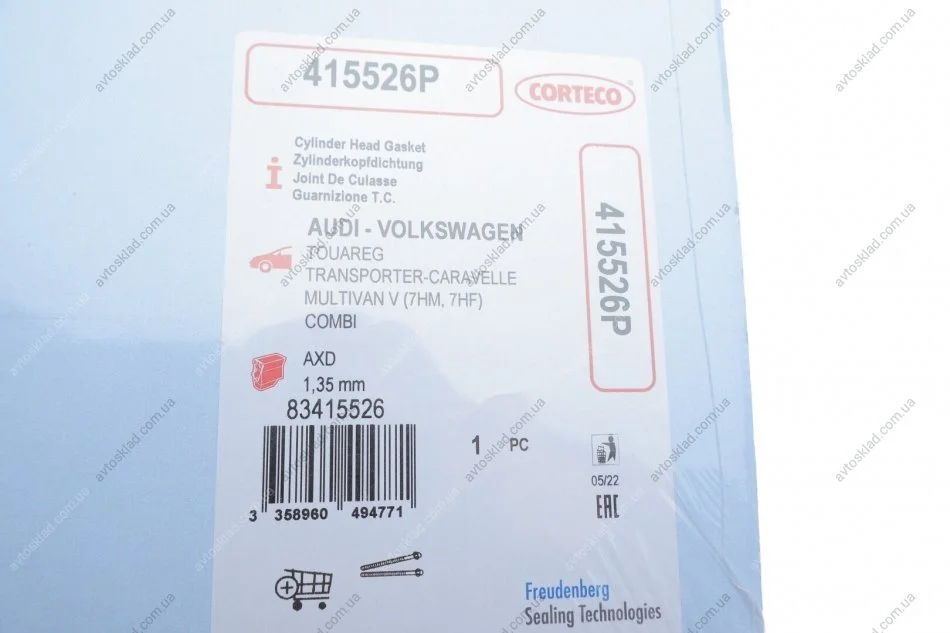 415526P
CORTECO
Cylinder Head Gasket
Zylinderkopfdichtung
Joint De Culasse
Guarnizione T.C.
415526P
AUDI - VOLKSWAGEN
TOUAREG
TRANSPORTER-CARAVELLE
MULTIVAN V (7HM, 7HF)
COMBI
AXD
1,35 mm
83415526
1 PC
3 358960 494771
05/22
EAC
Freudenberg
Sealing Technologies
avtosklad.com.ua